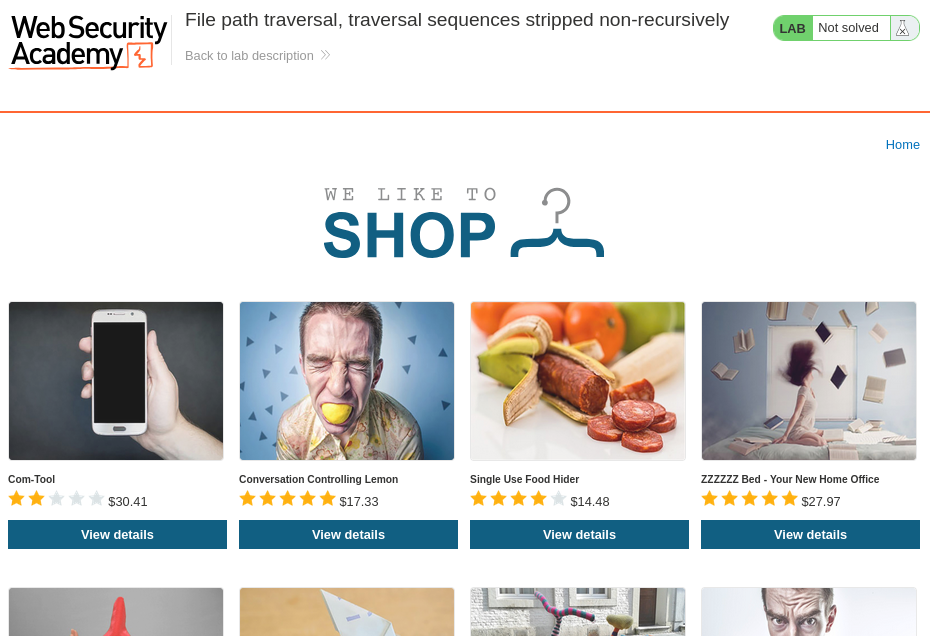 Web Security
Academy
File path traversal, traversal sequences stripped non-recursively
Back to lab description
LAB Not solved
Home
WE LIKE TO
SHOP
Com-Tool
$30.41
View details
Conversation Controlling Lemon
$17.33
View details
Single Use Food Hider
$14.48
View details
ZZZZZZ Bed - Your New Home Office
$27.97
View details